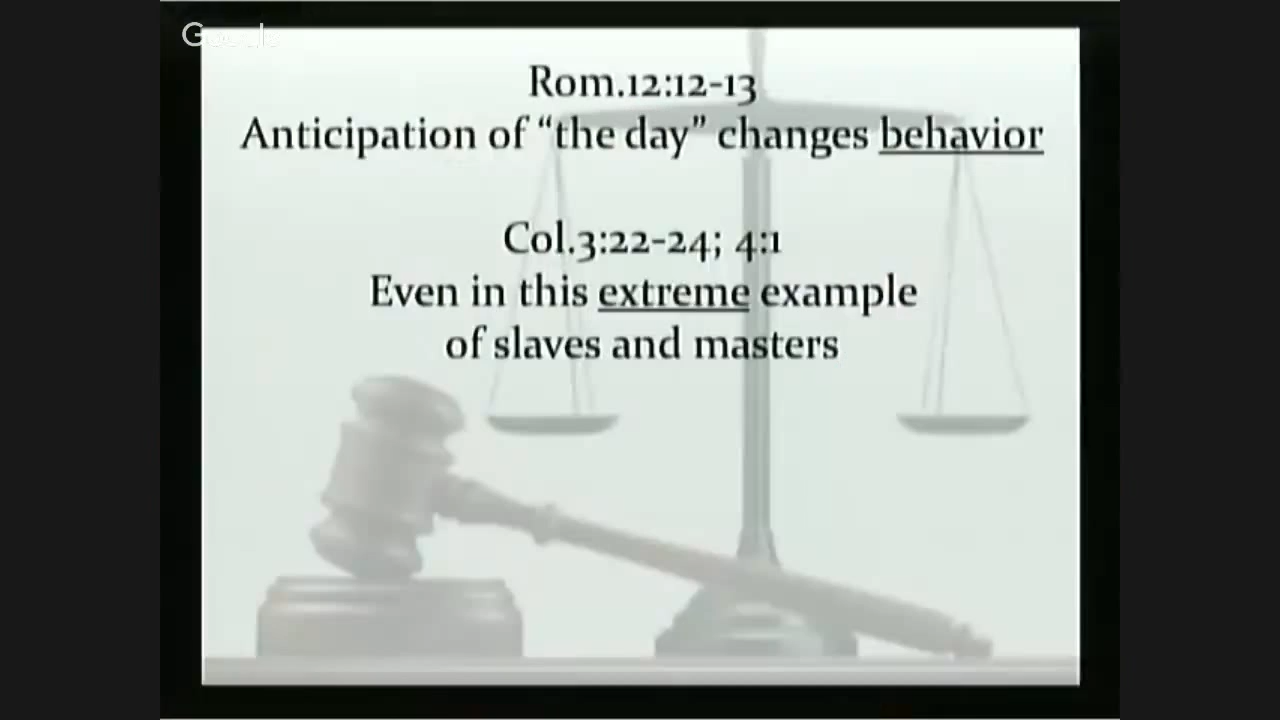 Google
Rom.12:12-13
Anticipation of “the day” changes behavior
Col.3:22-24; 4:1
Even in this extreme example
of slaves and masters